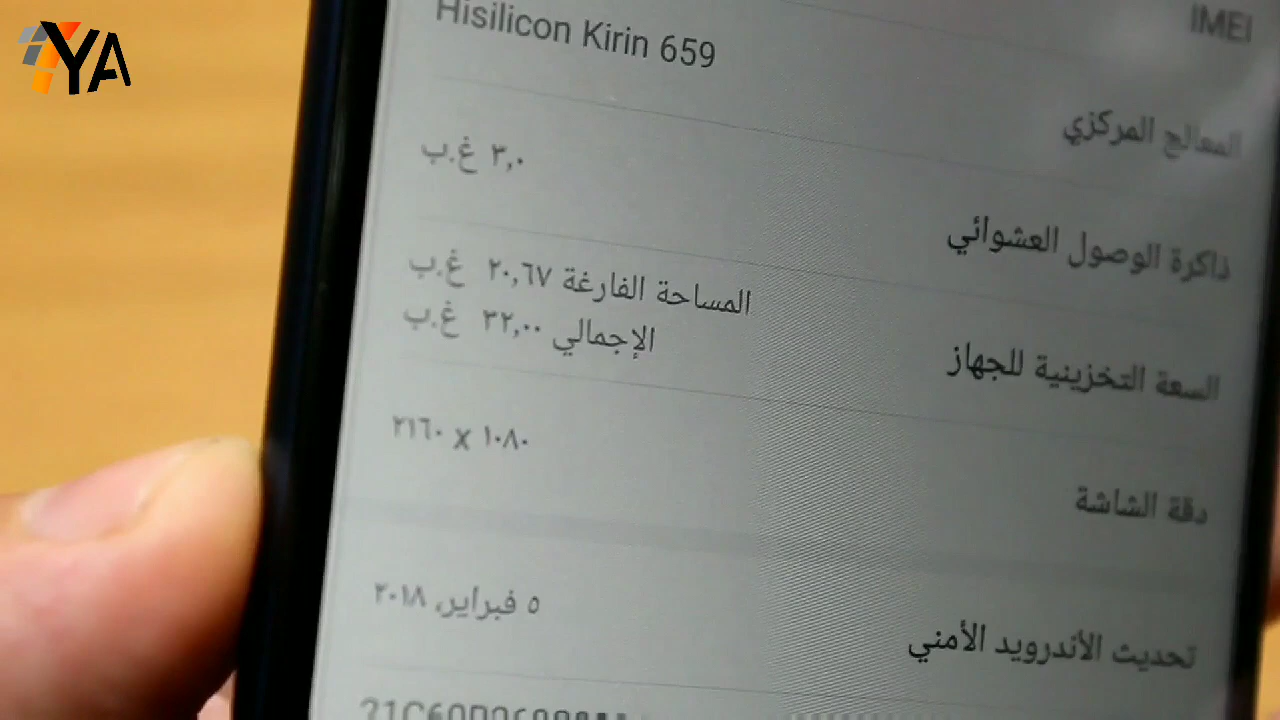 YA
IMEI
Hisilicon Kirin 659
المعالج المركزي
٣,٠ غ.ب
ذاكرة الوصول العشوائي
المساحة الفارغة ٢٠,٦٧ غ.ب
الإجمالي ٣٢,٠٠ غ.ب
السعة التخزينية للجهاز
١٠٨٠ x ٢١٦٠
دقة الشاشة
٥ فبراير، ٢٠١٨
تحديث الأندرويد الأمني